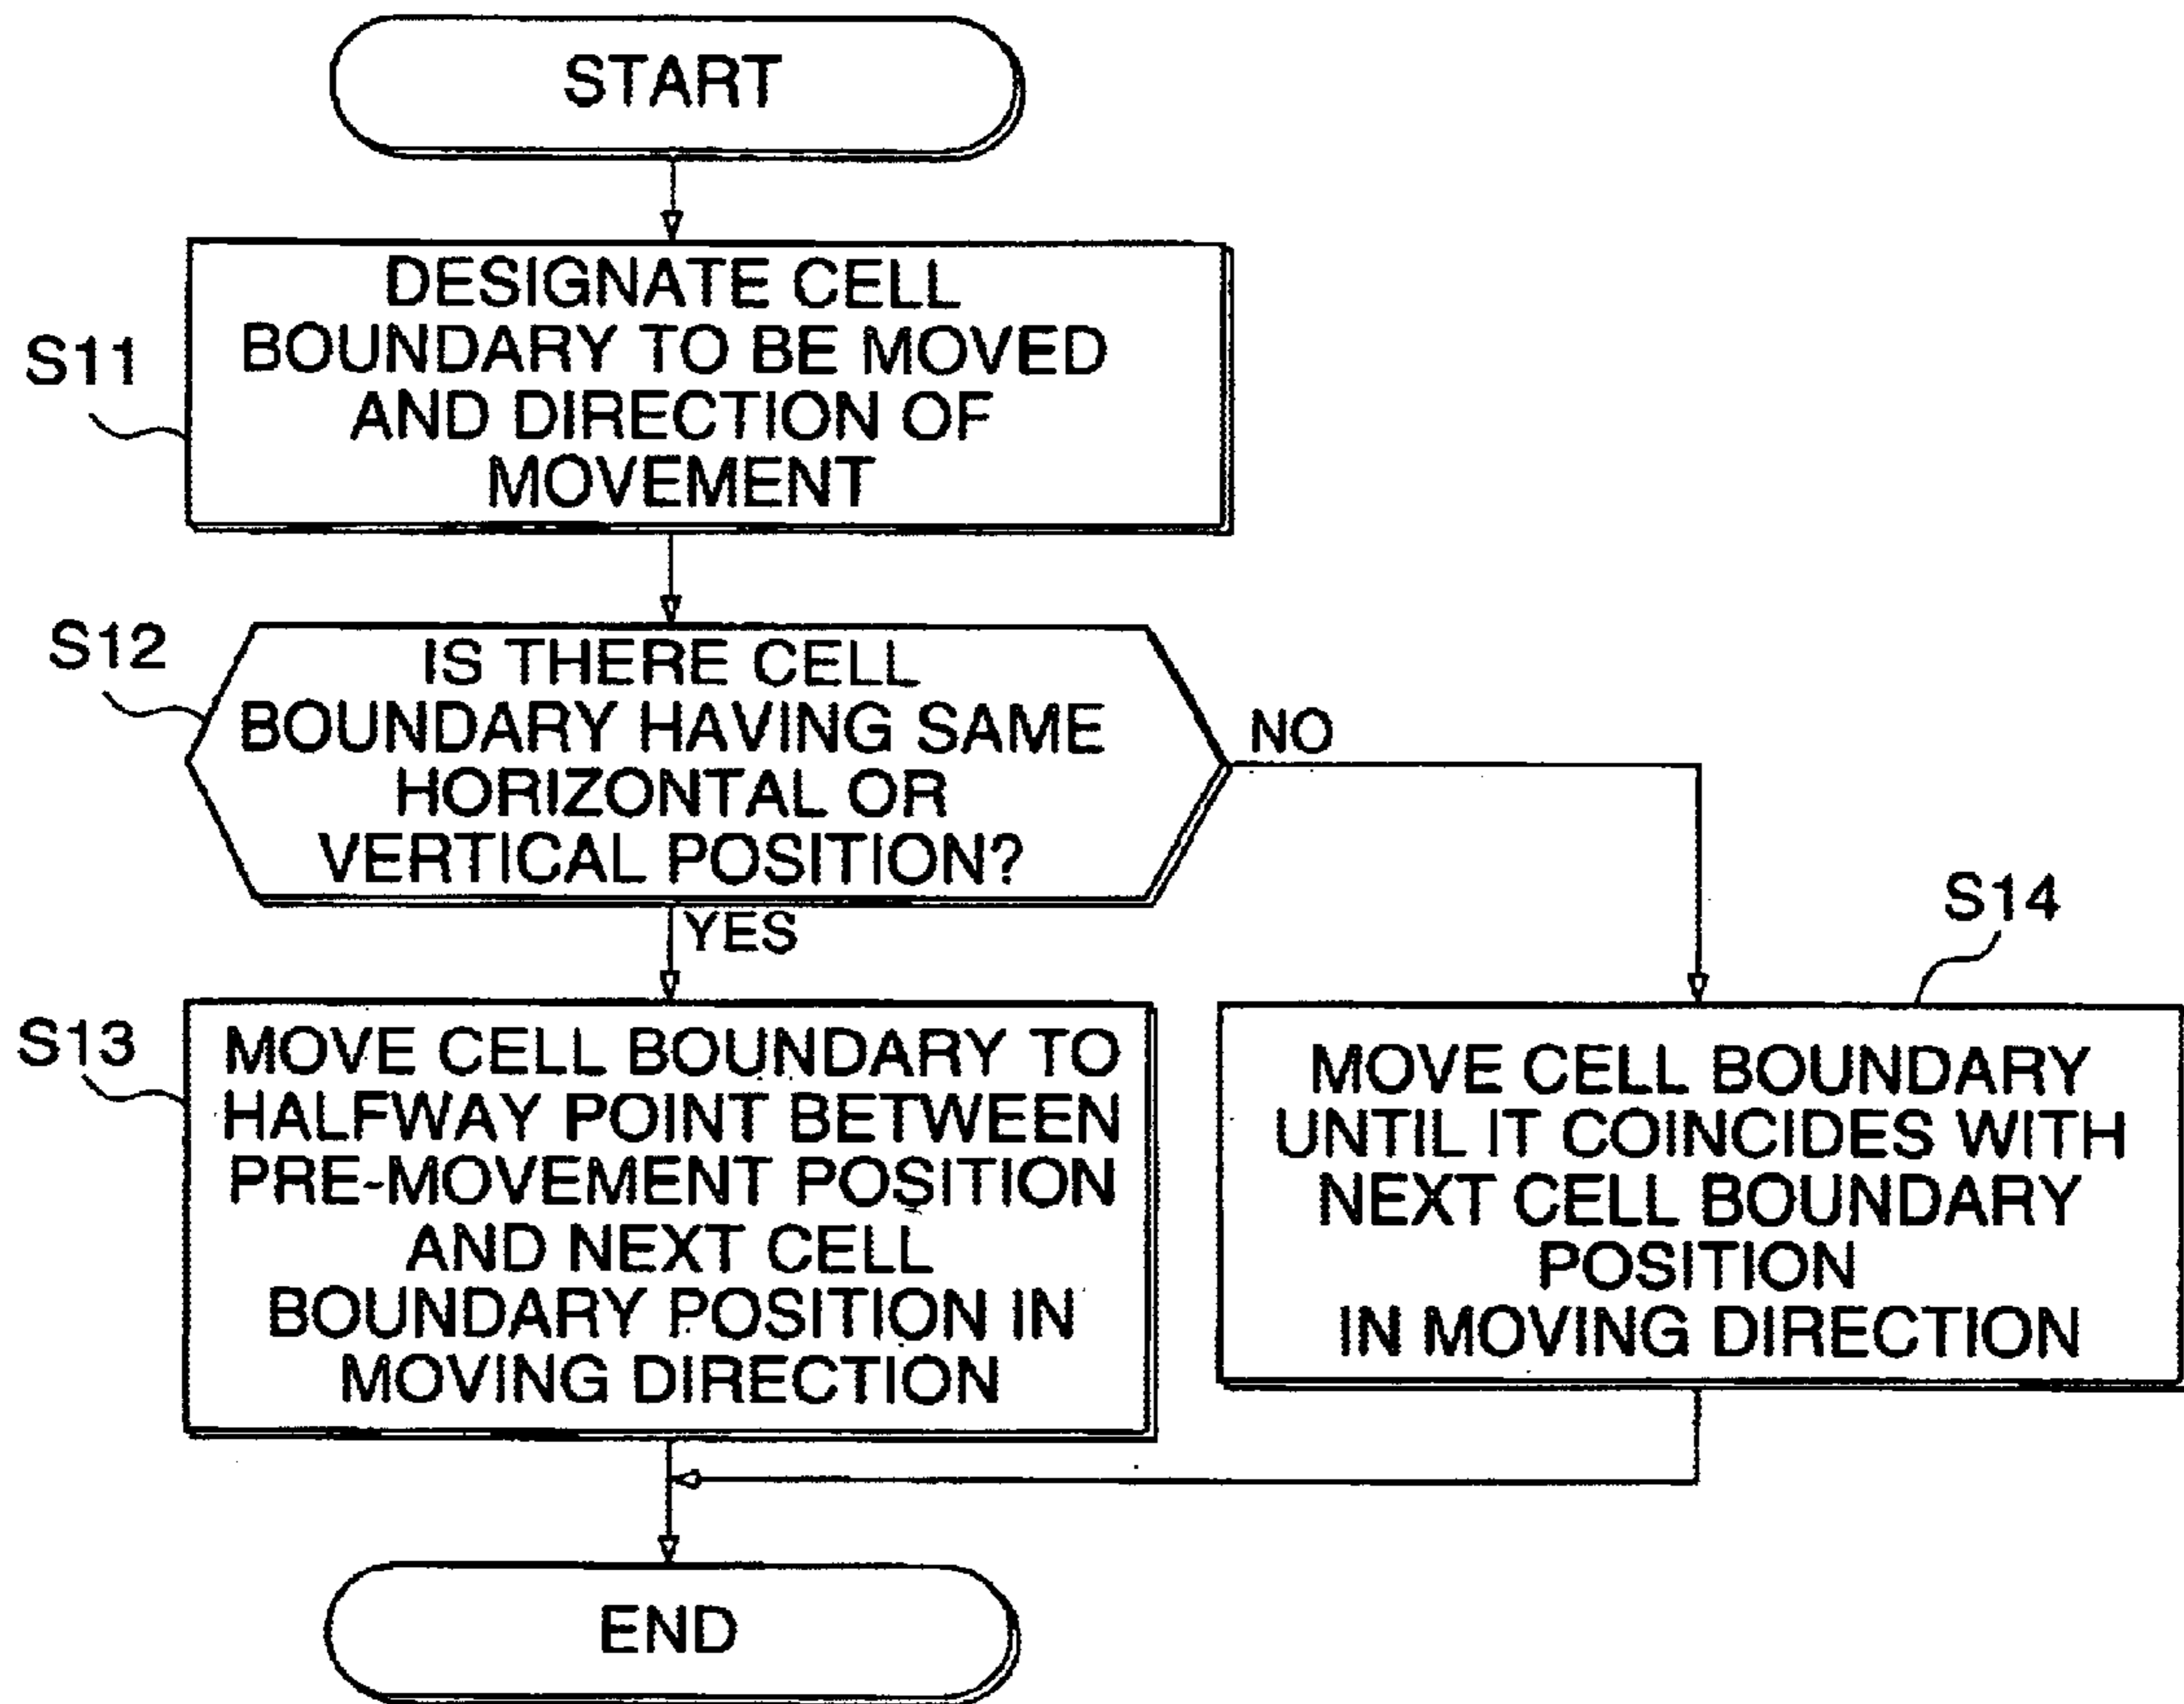 START
S11
DESIGNATE CELL
BOUNDARY TO BE MOVED
AND DIRECTION OF
MOVEMENT
S12
IS THERE CELL
BOUNDARY HAVING SAME
HORIZONTAL OR
VERTICAL POSITION?
NO
YES
S13
MOVE CELL BOUNDARY TO
HALFWAY POINT BETWEEN
PRE-MOVEMENT POSITION
AND NEXT CELL
BOUNDARY POSITION IN
MOVING DIRECTION
S14
MOVE CELL BOUNDARY
UNTIL IT COINCIDES WITH
NEXT CELL BOUNDARY
POSITION
IN MOVING DIRECTION
END